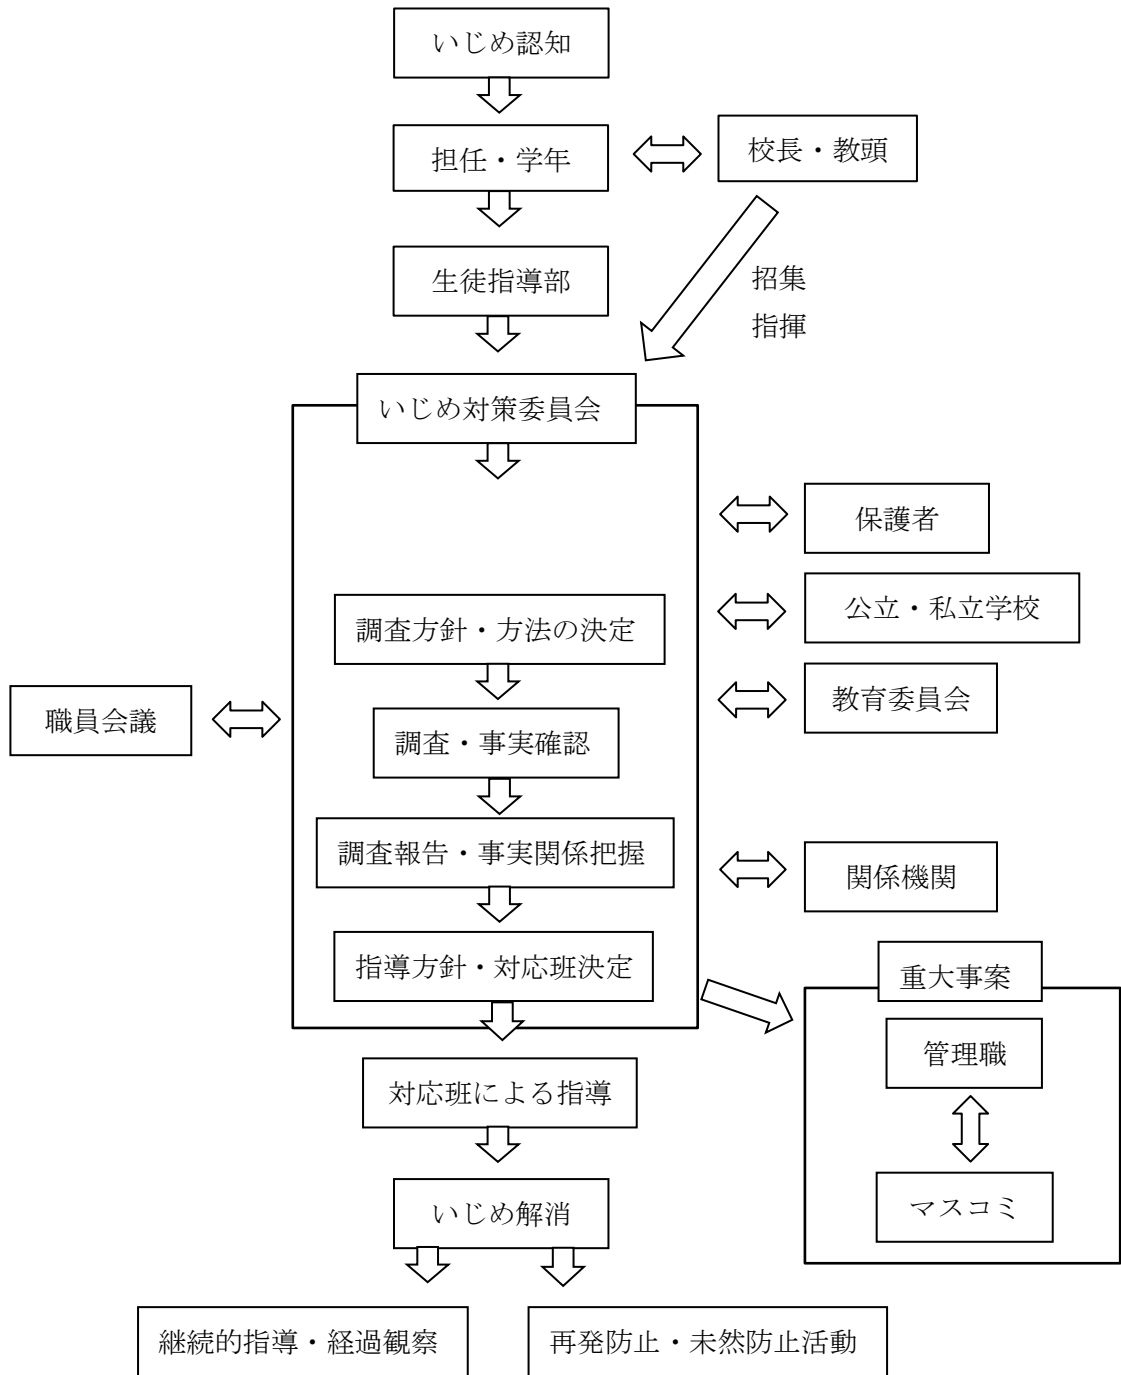 いじめ認知
担任・学年
校長・教頭
生徒指導部
招集
指揮
いじめ対策委員会
保護者
公立・私立学校
調査方針・方法の決定
教育委員会
職員会議
調査・事実確認
調査報告・事実関係把握
関係機関
指導方針・対応班決定
重大事案
管理職
対応班による指導
マスコミ
いじめ解消
継続的指導・経過観察
再発防止・未然防止活動